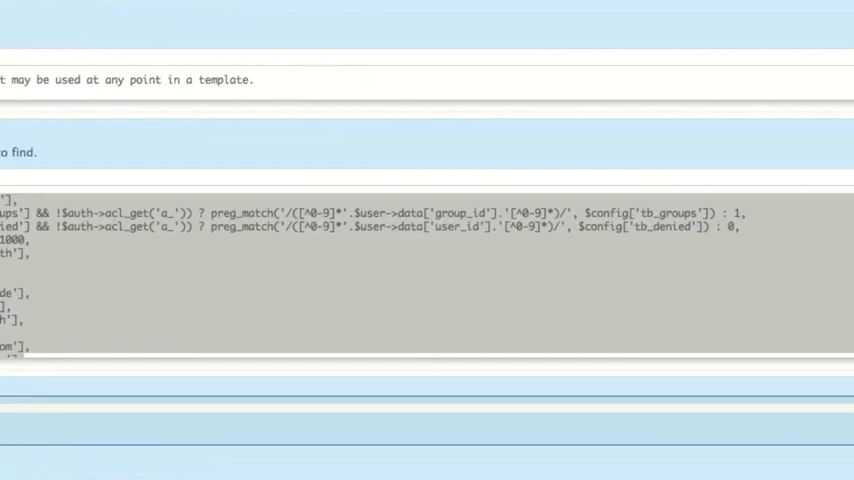 t may be used at any point in a template.
to find.
'],
ups'] && !$auth->acl_get('a_')) ? preg_match('/([^0-9]*'.$user->data['group_id'].'[^0-9]*)/', $config['tb_groups']) : 1,
ied'] && !$auth->acl_get('a_')) ? preg_match('/([^0-9]*'.$user->data['user_id'].'[^0-9]*)/', $config['tb_denied']) : 0,
1000,
th'],
de'],
],
h'],
om'],